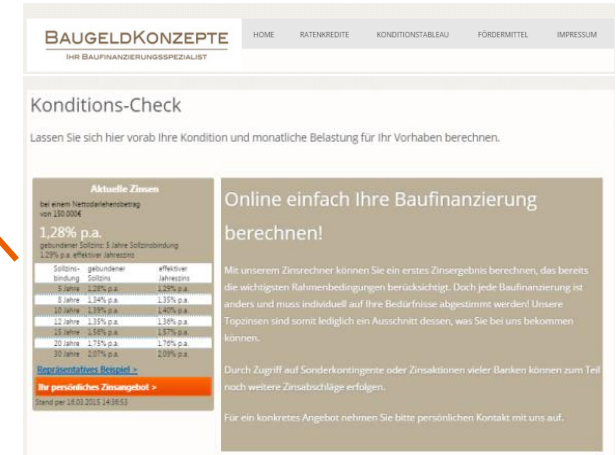 BAUGELDKONZEPTE
IHR BAUFINANZIERUNGSSPEZIALIST
HOME RATENKREDITE KONDITIONSTABLEAU FÖRDERMITTEL IMPRESSUM
Konditions-Check
Lassen Sie sich hier vorab Ihre Kondition und monatliche Belastung für Ihr Vorhaben berechnen.
Aktuelle Zinsen
bei einem Nettodarlehensbetrag
von 150.000€
1,28% p.a.
gebundener Sollzins: 5 Jahre Sollzinsbindung
1,29% p.a. effektiver Jahreszins
Sollzins- gebundener effektiver
bindung Sollzins Jahreszins
5 Jahre 1,28% p.a. 1,29% p.a.
8 Jahre 1,34% p.a. 1,35% p.a.
10 Jahre 1,39% p.a. 1,40% p.a.
12 Jahre 1,35% p.a. 1,36% p.a.
15 Jahre 1,56% p.a. 1,57% p.a.
20 Jahre 1,75% p.a. 1,76% p.a.
30 Jahre 2,07% p.a. 2,09% p.a.
Repräsentatives Beispiel >
Ihr persönliches Zinsangebot >
Stand per 16.03.2015 14:36:53
Online einfach Ihre Baufinanzierung
berechnen!
Mit unserem Zinsrechner können Sie ein erstes Zinsergebnis berechnen, das bereits
die wichtigsten Rahmenbedingungen berücksichtigt. Doch jede Baufinanzierung ist
anders und muss individuell auf Ihre Bedürfnisse abgestimmt werden! Unsere
Topzinsen sind somit lediglich ein Ausschnitt dessen, was Sie bei uns bekommen
können.
Durch Zugriff auf Sonderkontingente oder Zinsaktionen vieler Banken können zum Teil
noch weitere Zinsabschläge erfolgen.
Für ein konkretes Angebot nehmen Sie bitte persönlichen Kontakt mit uns auf.